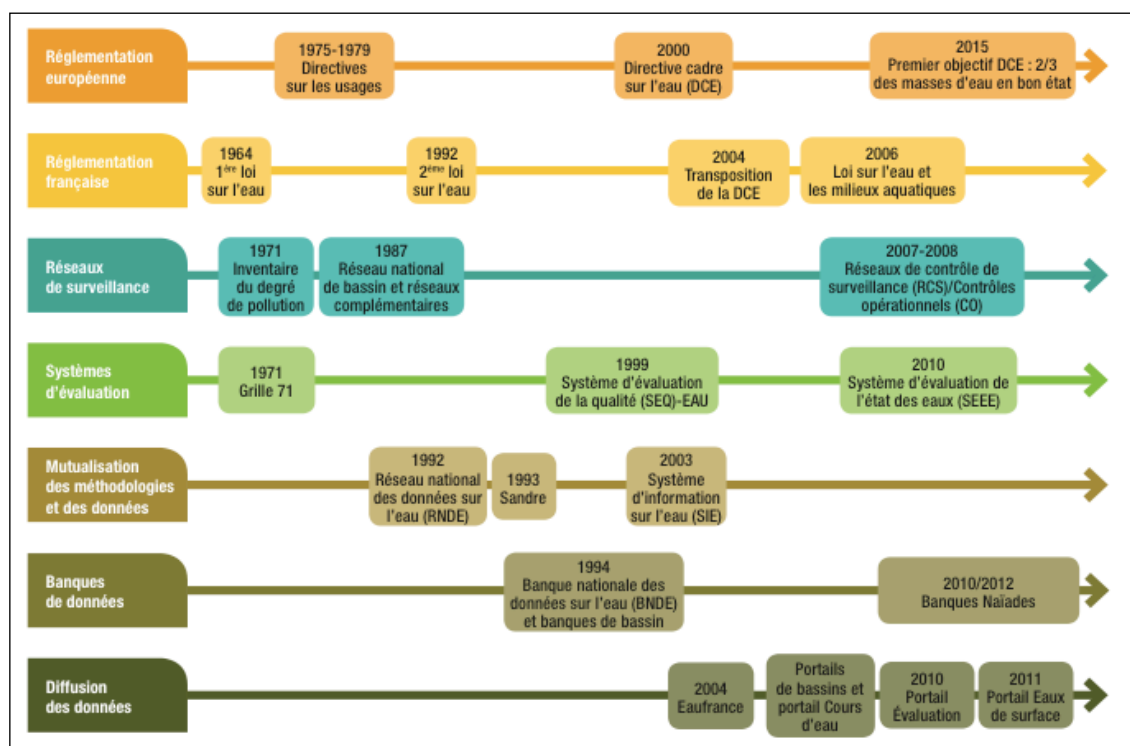 Réglementation
européenne
1975-1979
Directives
sur les usages
2000
Directive cadre
sur l'eau (DCE)
2015
Premier objectif DCE : 2/3
des masses d'eau en bon état
Réglementation
française
1964
1ère loi
sur l'eau
1992
2ème loi
sur l'eau
2004
Transposition
de la DCE
2006
Loi sur l'eau et
les milieux aquatiques
Réseaux
de surveillance
1971
Inventaire
du degré
de pollution
1987
Réseau national
de bassin et réseaux
complémentaires
2007-2008
Réseaux de contrôle de
surveillance (RCS)/Contrôles
opérationnels (CO)
Systèmes
d'évaluation
1971
Grille 71
1999
Système d'évaluation
de la qualité (SEQ)-EAU
2010
Système d'évaluation de
l'état des eaux (SEEE)
Mutualisation
des méthodologies
et des données
1992
Réseau national
des données sur
l'eau (RNDE)
1993
Sandre
2003
Système
d'information
sur l'eau (SIE)
Banques
de données
1994
Banque nationale des
données sur l'eau (BNDE)
et banques de bassin
2010/2012
Banques Naïades
Diffusion
des données
2004
Eaufrance
Portails
de bassins et
portail Cours
d'eau
2010
Portail
Évaluation
2011
Portail Eaux
de surface